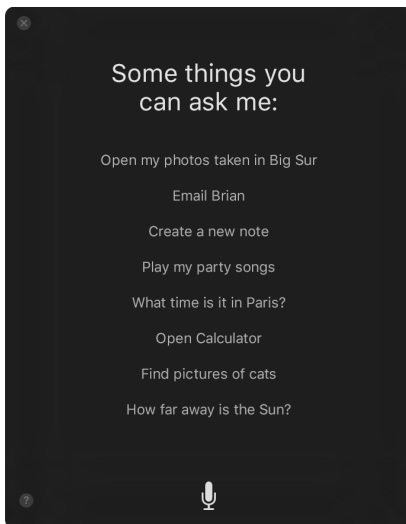 Some things you
can ask me:
Open my photos taken in Big Sur
Email Brian
Create a new note
Play my party songs
What time is it in Paris?
Open Calculator
Find pictures of cats
How far away is the Sun?
?